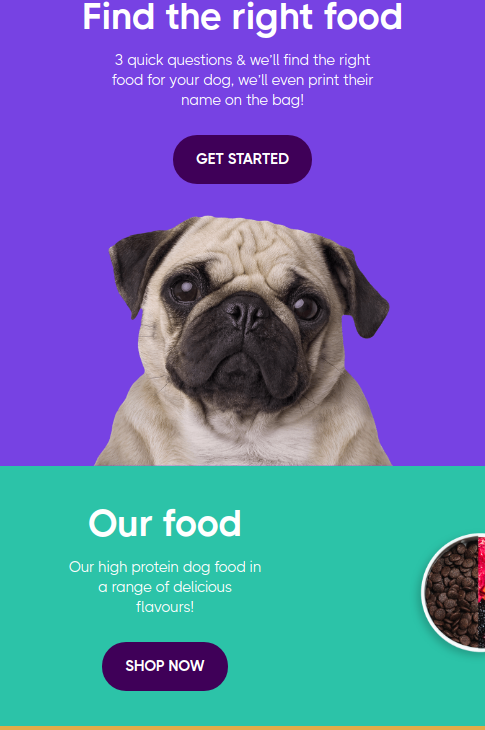 Find the right food
3 quick questions & we'll find the right
food for your dog, we'll even print their
name on the bag!
GET STARTED
Our food
Our high protein dog food in
a range of delicious
flavours!
SHOP NOW